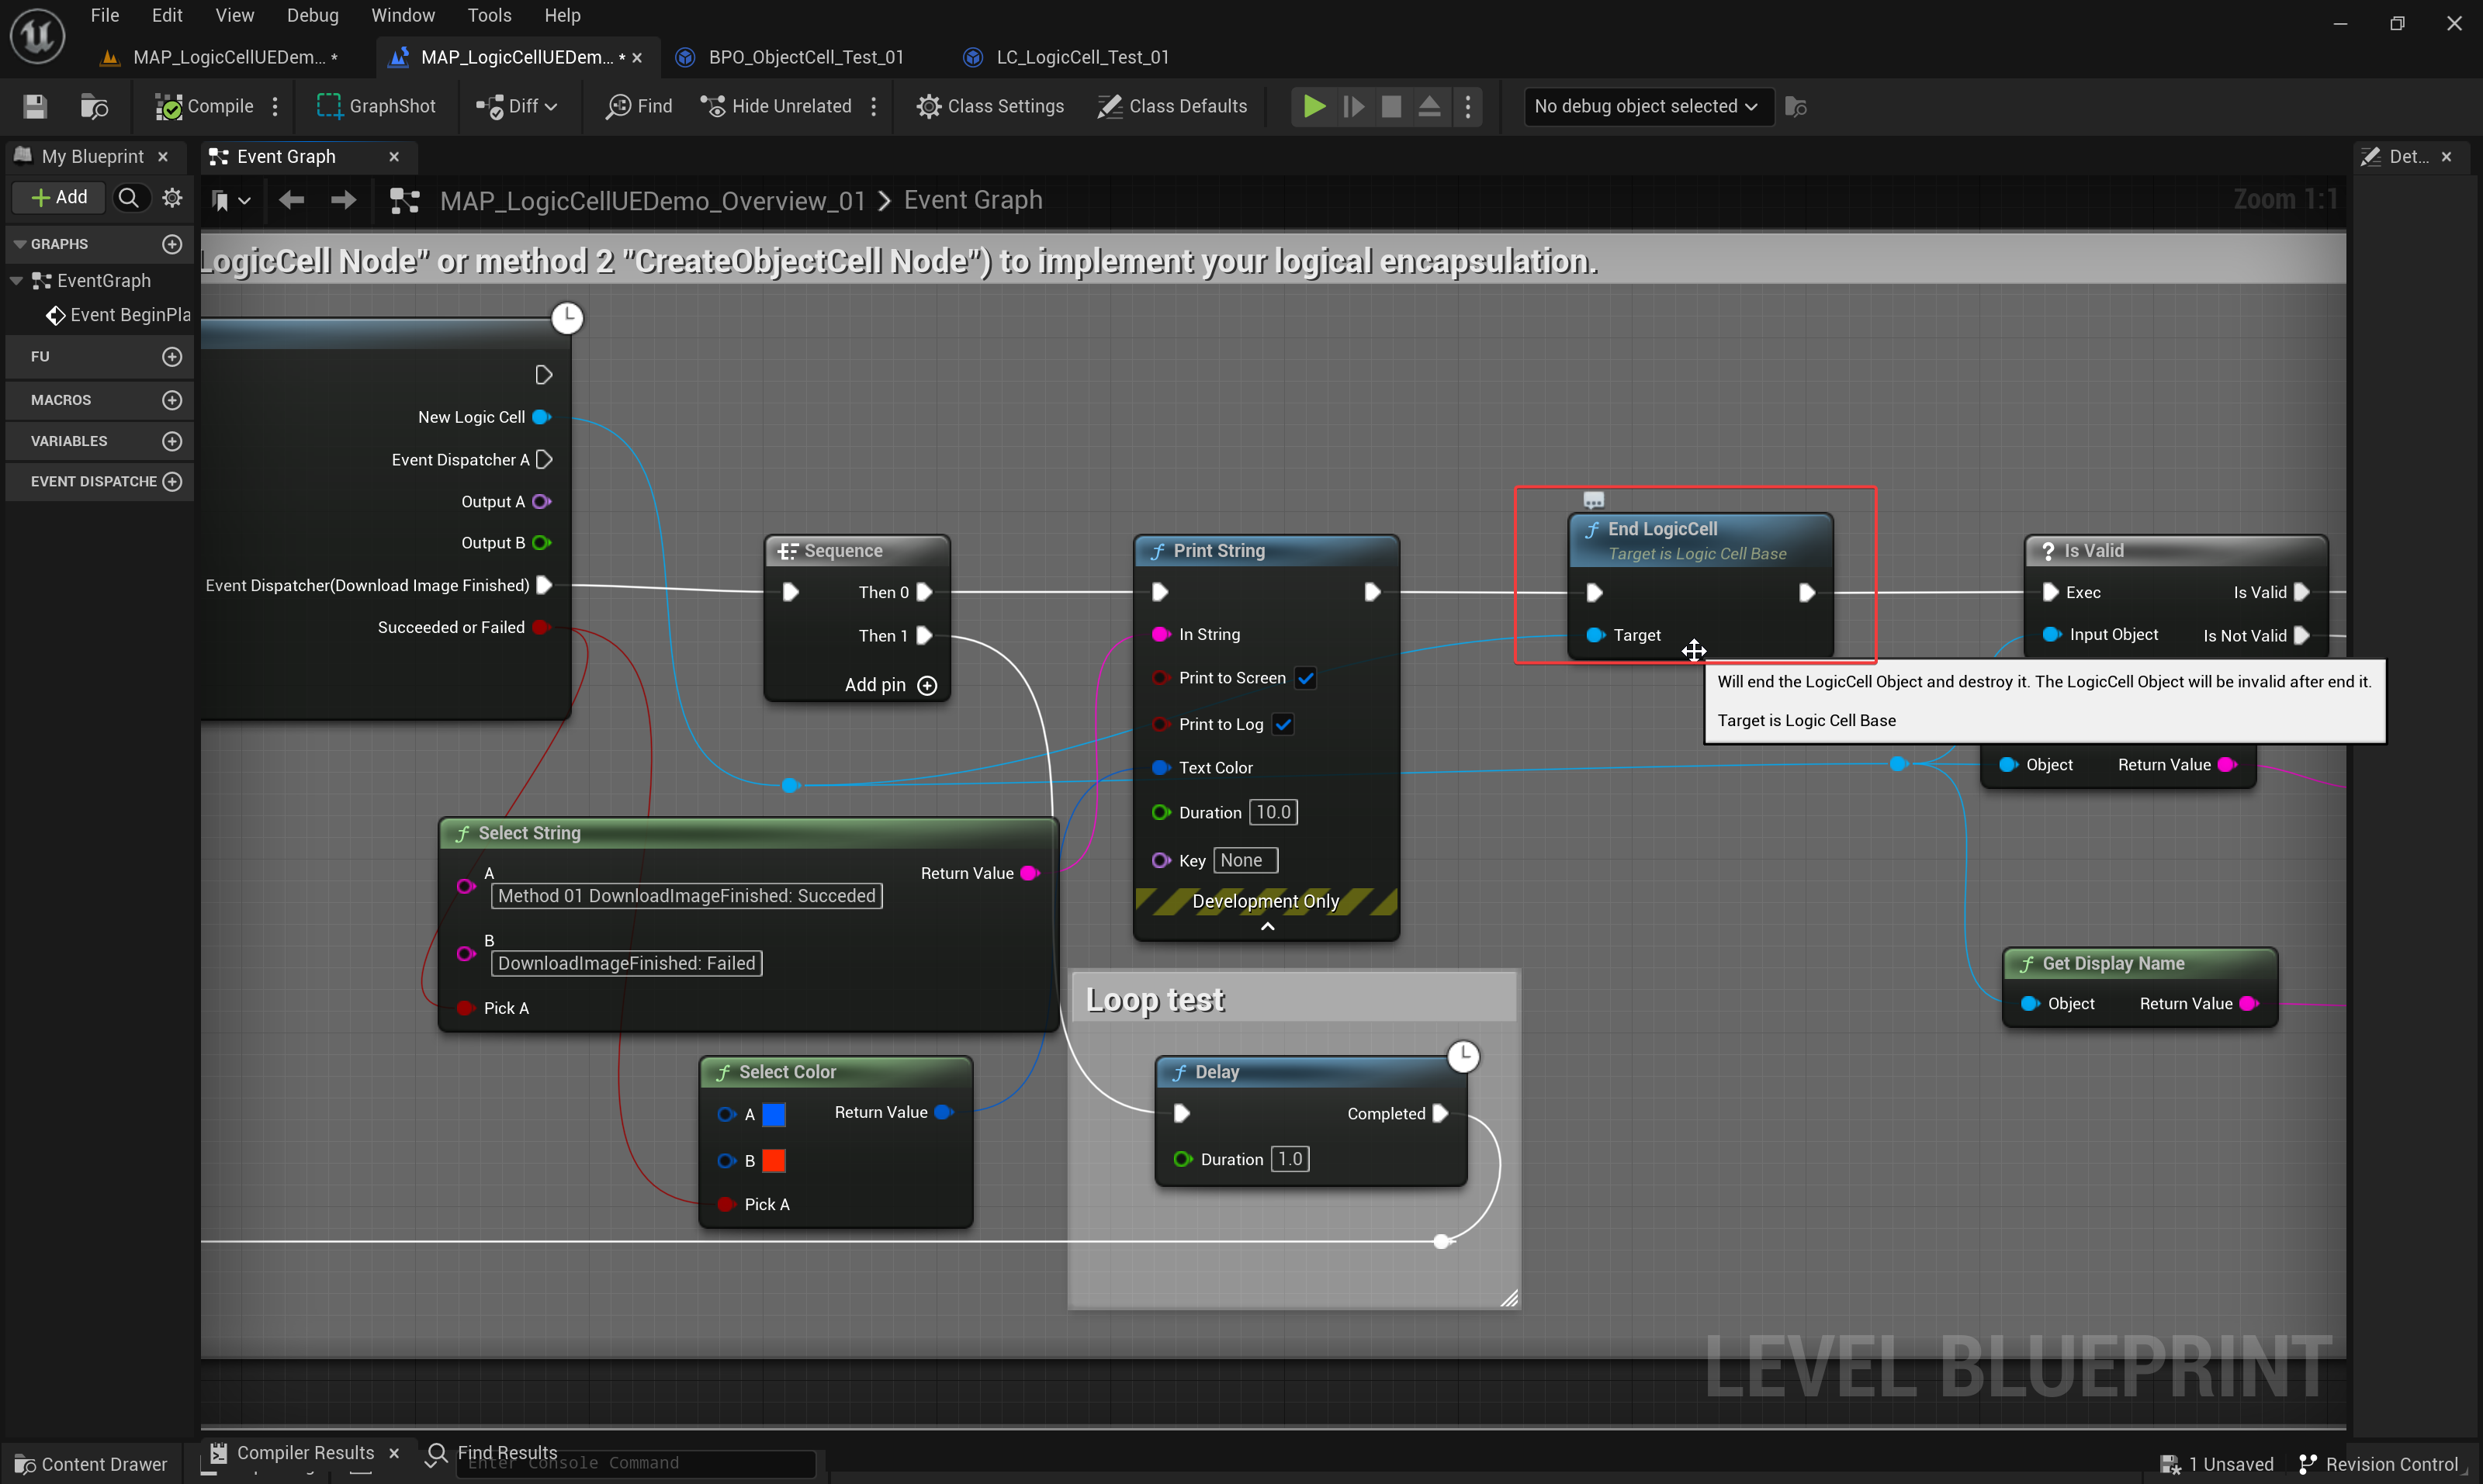 File Edit View Debug Window Tools Help
MAP_LogicCellUEDem... *
MAP_LogicCellUEDem... *
BPO_ObjectCell_Test_01
LC_LogicCell_Test_01
Compile
GraphShot
Diff
Find
Hide Unrelated
Class Settings
Class Defaults
No debug object selected
My Blueprint
Event Graph
Det...
Add
MAP_LogicCellUEDemo_Overview_01 > Event Graph
Zoom 1:1
GRAPHS
EventGraph
Event BeginPla
FU
MACROS
VARIABLES
EVENT DISPATCHE
LogicCell Node" or method 2 "CreateObjectCell Node") to implement your logical encapsulation.
New Logic Cell
Event Dispatcher A
Output A
Output B
Event Dispatcher(Download Image Finished)
Succeeded or Failed
Sequence
Then 0
Then 1
Add pin
Print String
In String
Print to Screen
Print to Log
Text Color
Duration 10.0
Key None
Development Only
End LogicCell
Target is Logic Cell Base
Target
Is Valid
Exec Is Valid
Input Object Is Not Valid
Will end the LogicCell Object and destroy it. The LogicCell Object will be invalid after end it.
Target is Logic Cell Base
Object Return Value
Select String
A Return Value
Method 01 DownloadImageFinished: Succeded
B
DownloadImageFinished: Failed
Pick A
Get Display Name
Object Return Value
Loop test
Select Color
A Return Value
B
Pick A
Delay
Completed
Duration 1.0
LEVEL BLUEPRINT
Content Drawer
Compiler Results
Find Results
Enter Console Command
1 Unsaved
Revision Control